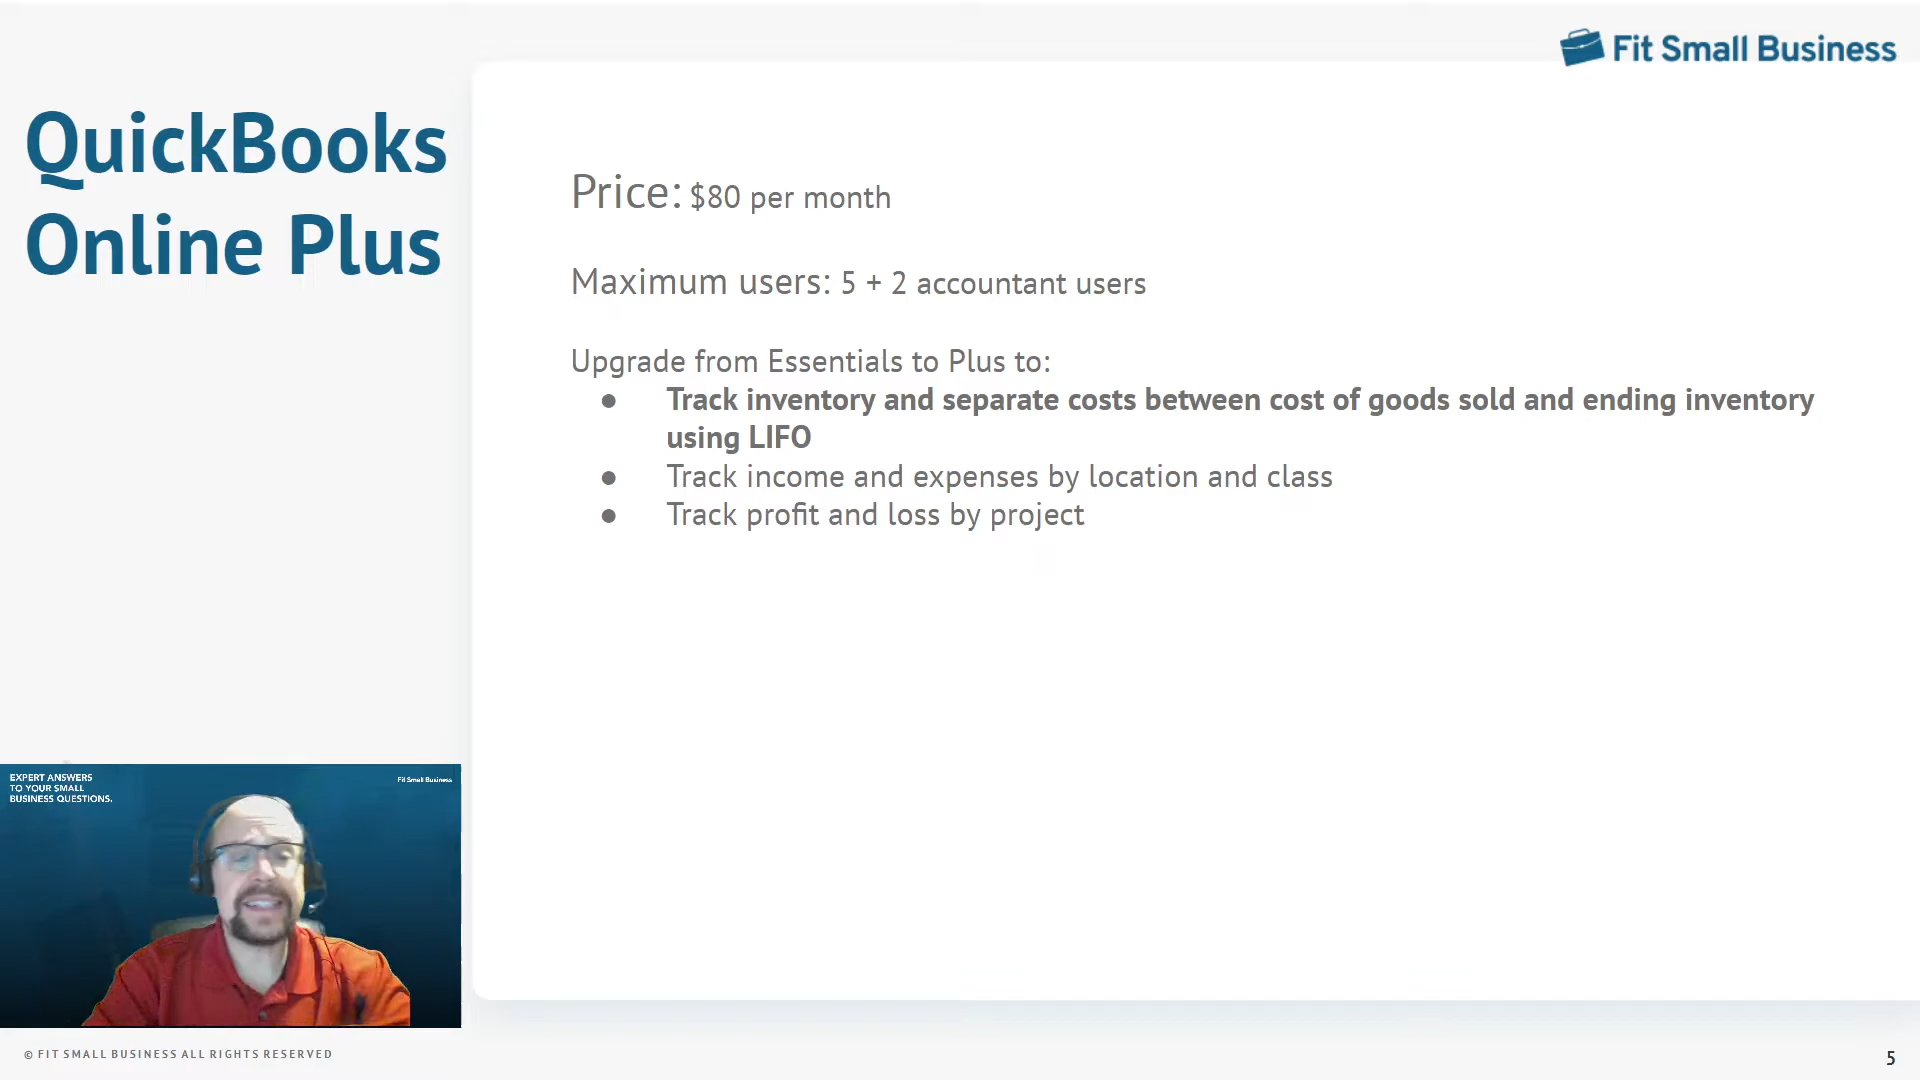 Fit Small Business
QuickBooks
Online Plus
Price: $80 per month
Maximum users: 5 + 2 accountant users
Upgrade from Essentials to Plus to:
● Track inventory and separate costs between cost of goods sold and ending inventory
using LIFO
● Track income and expenses by location and class
● Track profit and loss by project
EXPERT ANSWERS
TO YOUR SMALL
BUSINESS QUESTIONS.
Fit Small Business
© FIT SMALL BUSINESS ALL RIGHTS RESERVED
5